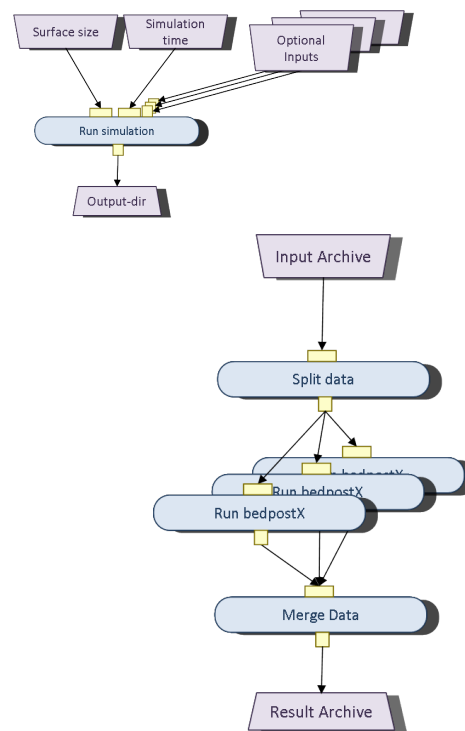 Surface size
Simulation
time
Optional
Inputs
Run simulation
Output-dir
Input Archive
Split data
bedpostX
Run bedpostX
Run bedpostX
Merge Data
Result Archive